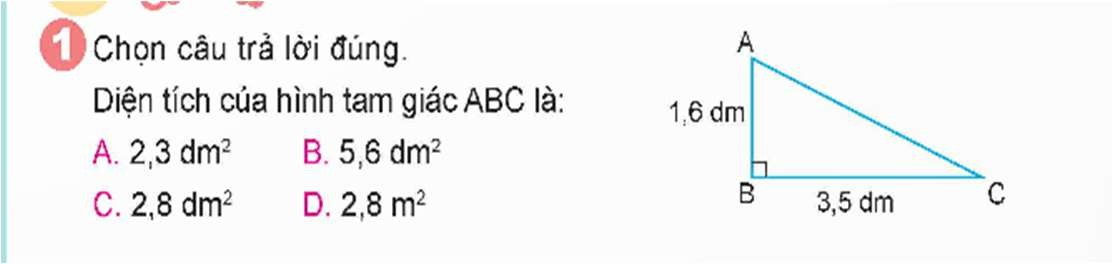 1 Chọn câu trả lời đúng.
Diện tích của hình tam giác ABC là:
A. 2,3 dm² B. 5,6 dm²
C. 2,8 dm² D. 2,8 m²
A
1,6 dm
B
3,5 dm
C